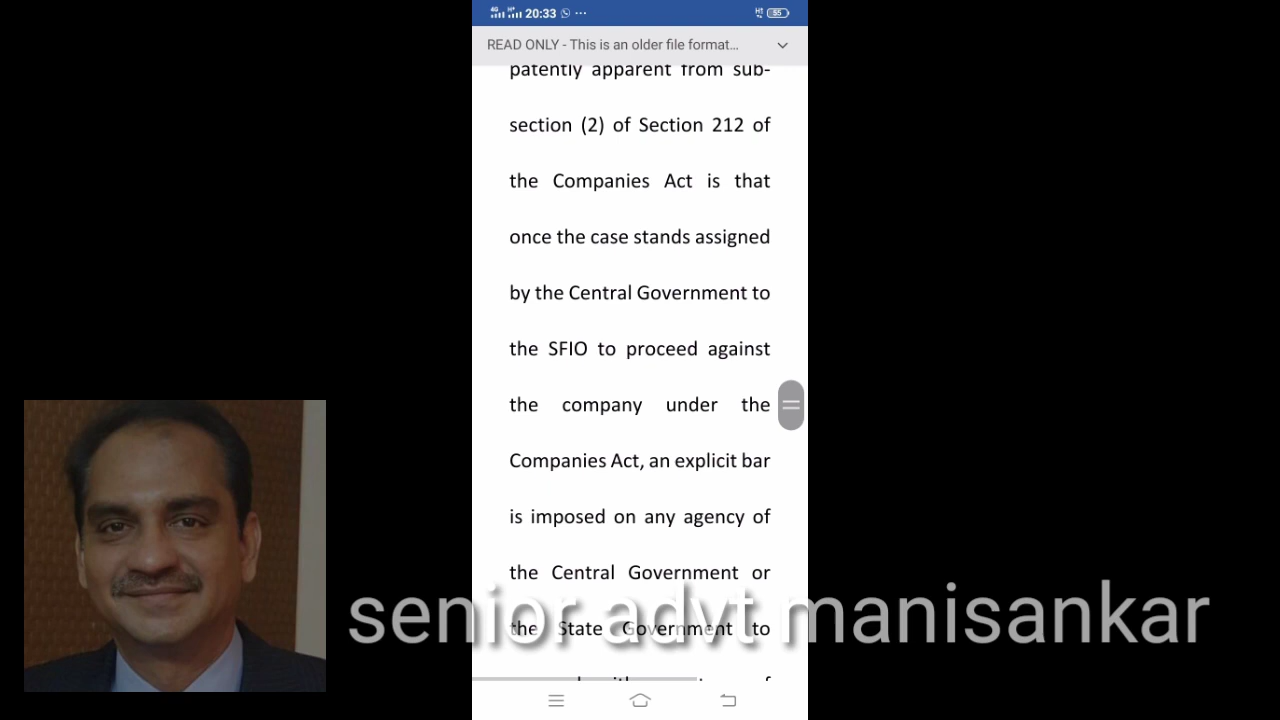 20:33
55
READ ONLY - This is an older file format...
patently apparent from sub-
section (2) of Section 212 of
the Companies Act is that
once the case stands assigned
by the Central Government to
the SFIO to proceed against
the company under the
Companies Act, an explicit bar
is imposed on any agency of
the Central Government or
the State Government to
senior advt manisankar